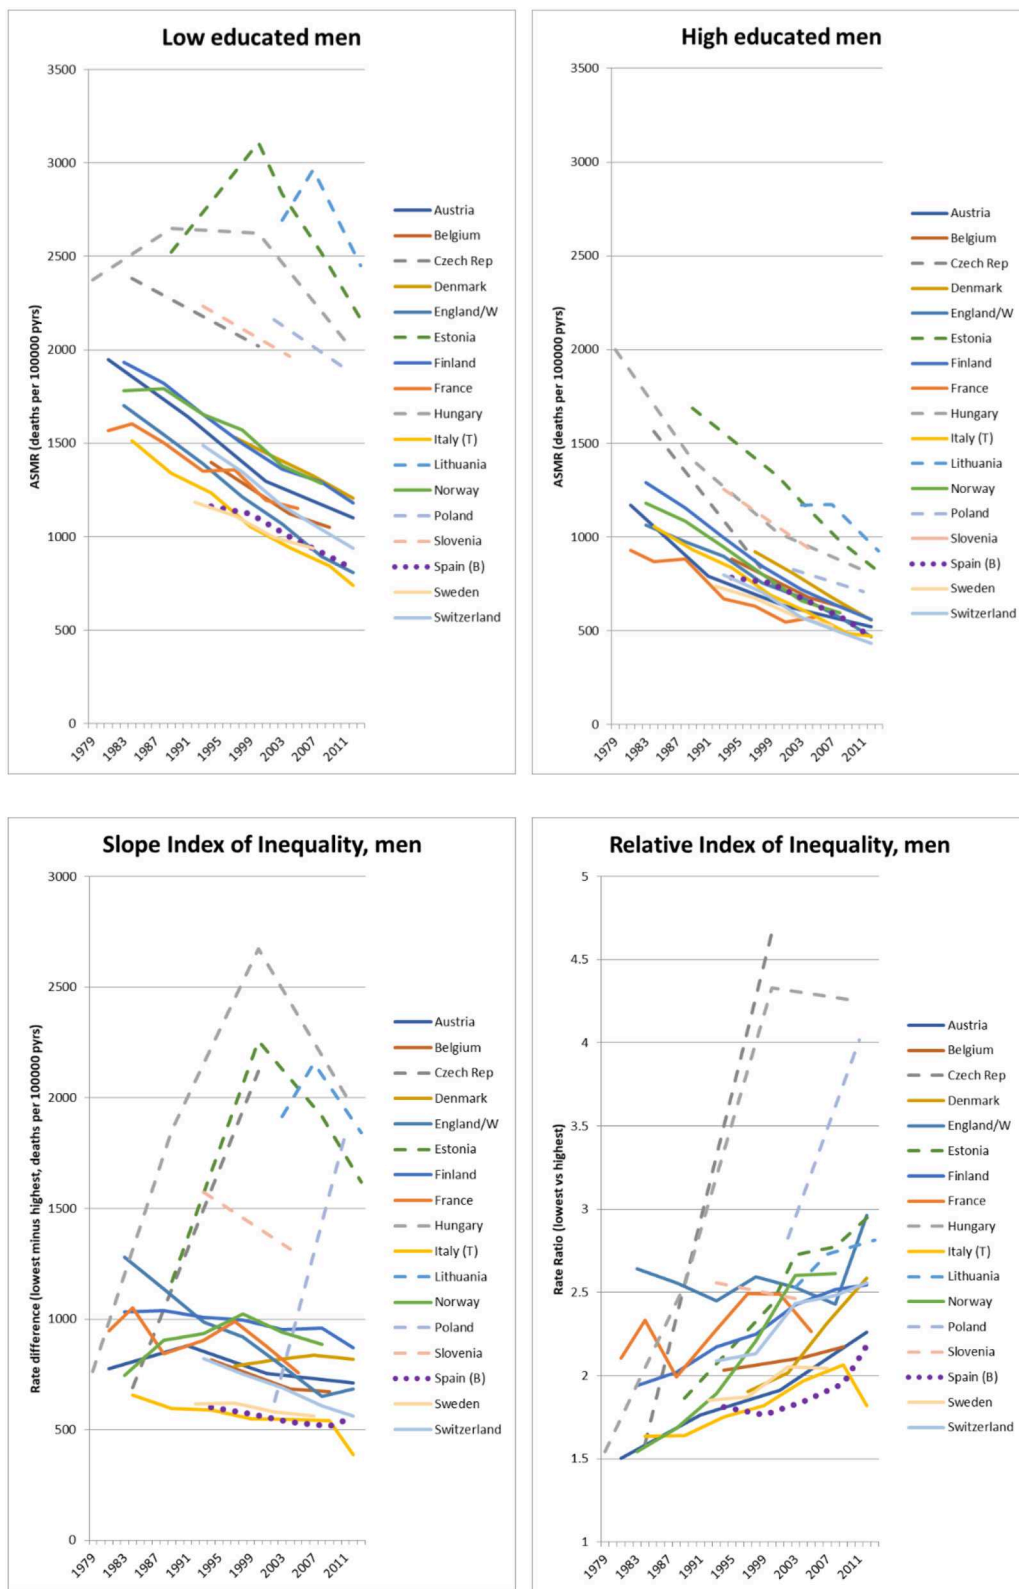 Low educated men
ASMR (deaths per 100000 pyrs)
3500
3000
2500
2000
1500
1000
500
0
1979
1983
1987
1991
1995
1999
2003
2007
2011
Austria
Belgium
Czech Rep
Denmark
England/W
Estonia
Finland
France
Hungary
Italy (T)
Lithuania
Norway
Poland
Slovenia
Spain (B)
Sweden
Switzerland
High educated men
ASMR (deaths per 100000 pyrs)
3500
3000
2500
2000
1500
1000
500
0
1979
1983
1987
1991
1995
1999
2003
2007
2011
Austria
Belgium
Czech Rep
Denmark
England/W
Estonia
Finland
France
Hungary
Italy (T)
Lithuania
Norway
Poland
Slovenia
Spain (B)
Sweden
Switzerland
Slope Index of Inequality, men
Rate difference (lowest minus highest, deaths per 100000 pyrs)
3000
2500
2000
1500
1000
500
0
1979
1983
1987
1991
1995
1999
2003
2007
2011
Austria
Belgium
Czech Rep
Denmark
England/W
Estonia
Finland
France
Hungary
Italy (T)
Lithuania
Norway
Poland
Slovenia
Spain (B)
Sweden
Switzerland
Relative Index of Inequality, men
Rate Ratio (lowest vs highest)
5
4.5
4
3.5
3
2.5
2
1.5
1
1979
1983
1987
1991
1995
1999
2003
2007
2011
Austria
Belgium
Czech Rep
Denmark
England/W
Estonia
Finland
France
Hungary
Italy (T)
Lithuania
Norway
Poland
Slovenia
Spain (B)
Sweden
Switzerland